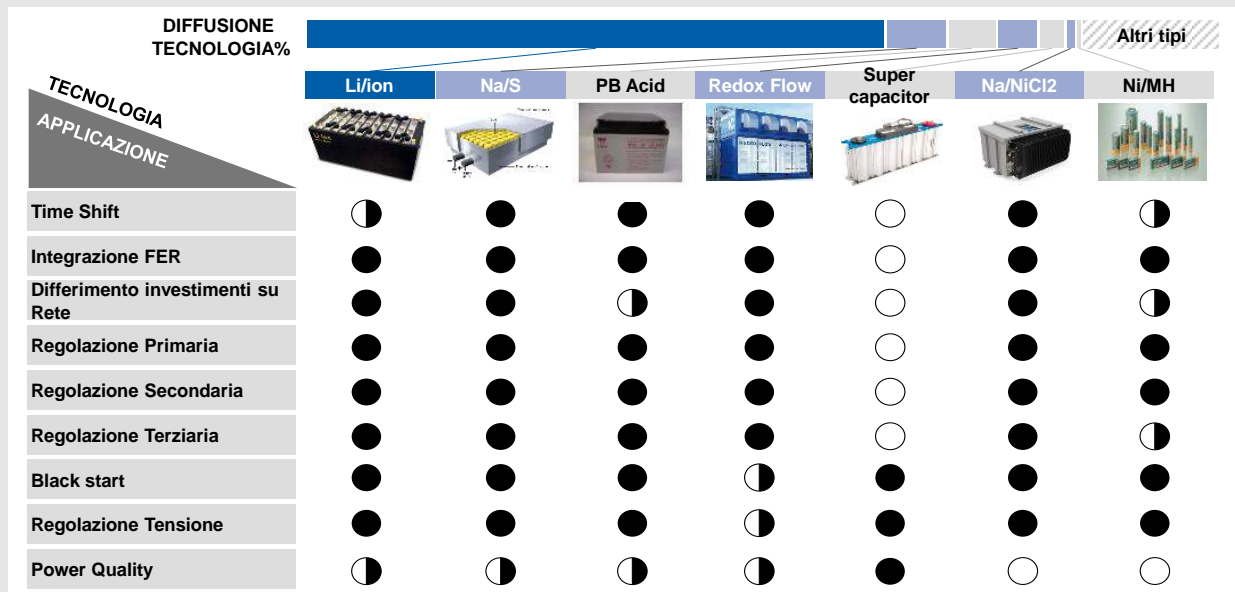 DIFFUSIONE
TECNOLOGIA%
Altri tipi
TECNOLOGIA
APPLICAZIONE
Li/ion
Na/S
PB Acid
Redox Flow
Super
capacitor
Na/NiCl2
Ni/MH
Time Shift
Integrazione FER
Differimento investimenti su
Rete
Regolazione Primaria
Regolazione Secondaria
Regolazione Terziaria
Black start
Regolazione Tensione
Power Quality